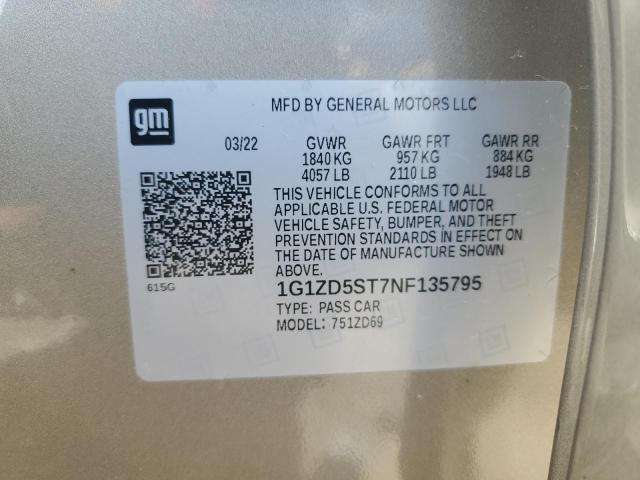 gm
MFD BY GENERAL MOTORS LLC
03/22 GVWR GAWR FRT GAWR RR
1840 KG 957 KG 884 KG
4057 LB 2110 LB 1948 LB
THIS VEHICLE CONFORMS TO ALL
APPLICABLE U.S. FEDERAL MOTOR
VEHICLE SAFETY, BUMPER, AND THEFT
PREVENTION STANDARDS IN EFFECT ON
THE DATE OF MANUFACTURE SHOWN
ABOVE.
615G
1G1ZD5ST7NF135795
TYPE: PASS CAR
MODEL: 751ZD69